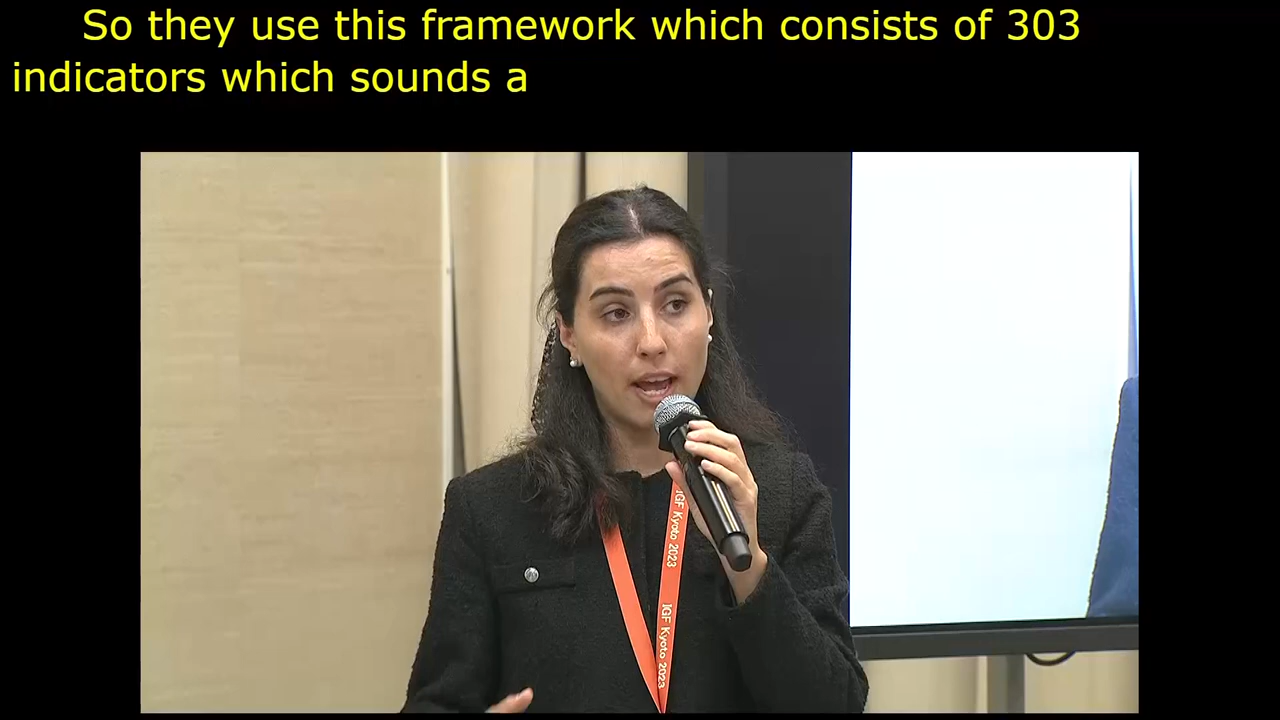 So they use this framework which consists of 303
indicators which sounds a
IGF Kyoto 2023
IGF Kyoto 2023